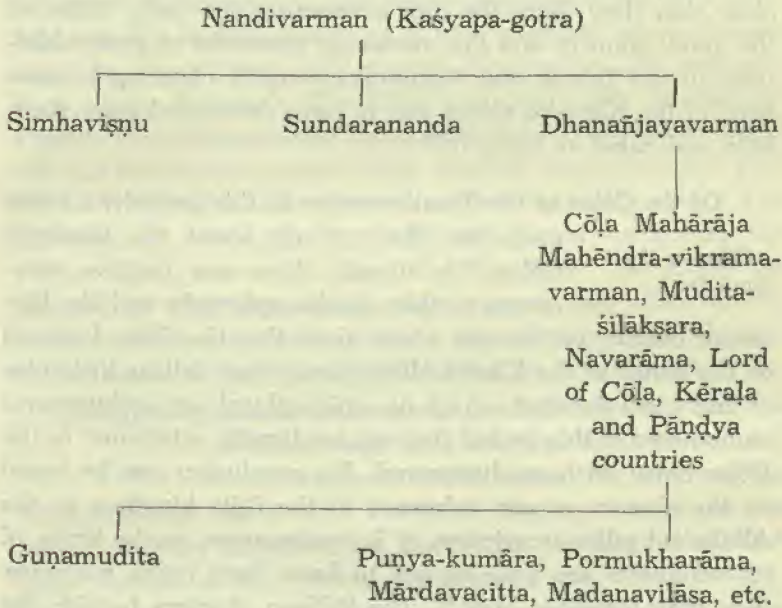 Nandivarman (Kaśyapa-gotra)
Simhaviṣṇu Sundarananda Dhanañjayavarman
Cōḷa Mahārāja
Mahēndra-vikrama-
varman, Mudita-
śilākṣara,
Navarāma, Lord
of Cōḷa, Kēraḷa
and Pāṇḍya
countries
Guṇamudita Puṇya-kumāra, Pormukharāma,
Mārdavacitta, Madanavilāsa, etc.